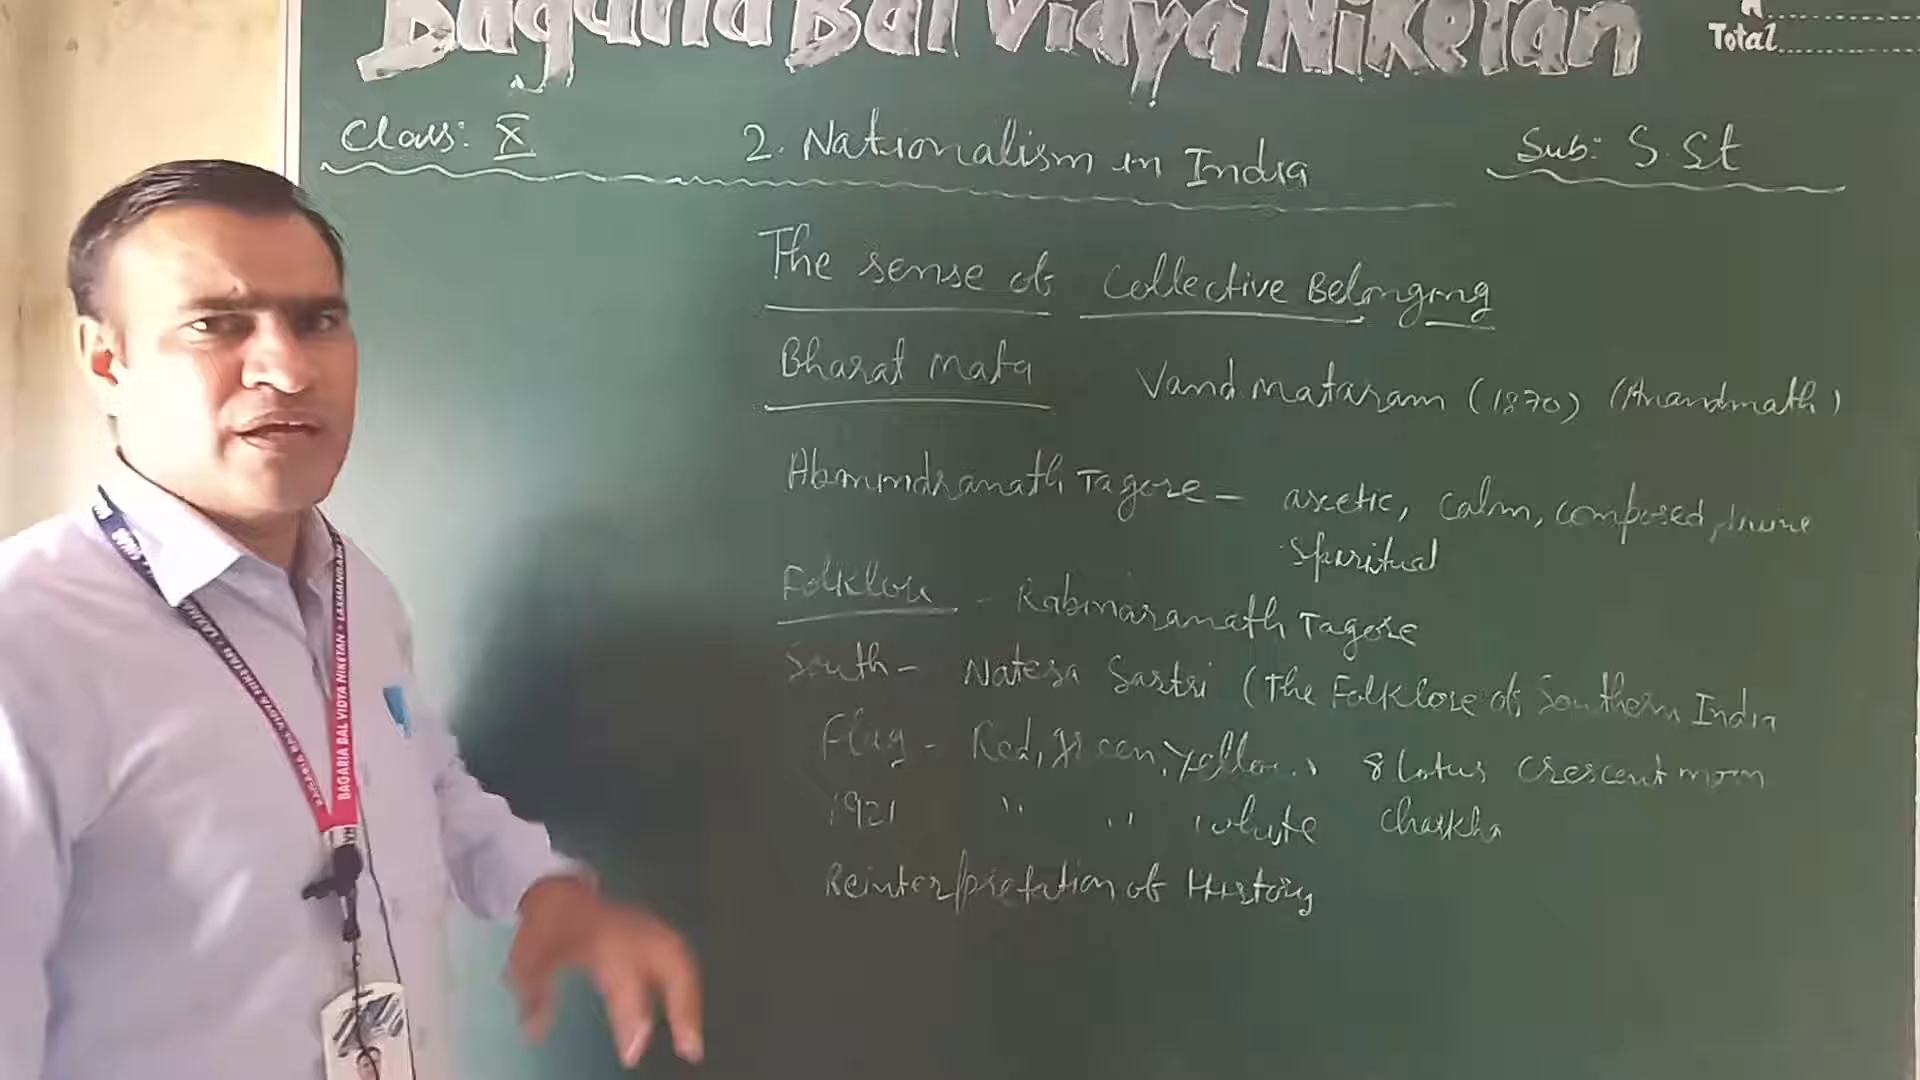 Bagaria Bal Vidya Niketan
Total
Class: X
2. Nationalism in India
Sub: S.St
The sense of Collective Belonging
Bharat Mata Vand Mataram (1870) (Anandmath)
Abnindranath Tagore - ascetic, calm, composed, divine
Spiritual
Folklore - Rabinaranath Tagore
South - Natesa Sastri (The Folklore of Southern India
Flag - Red, green, yellow, 8 lotus crescent moon
1921 " " white charkha
Reinterpretation of History
BAGARIA BAL VIDYA NIKETAN - LAXMANGARH